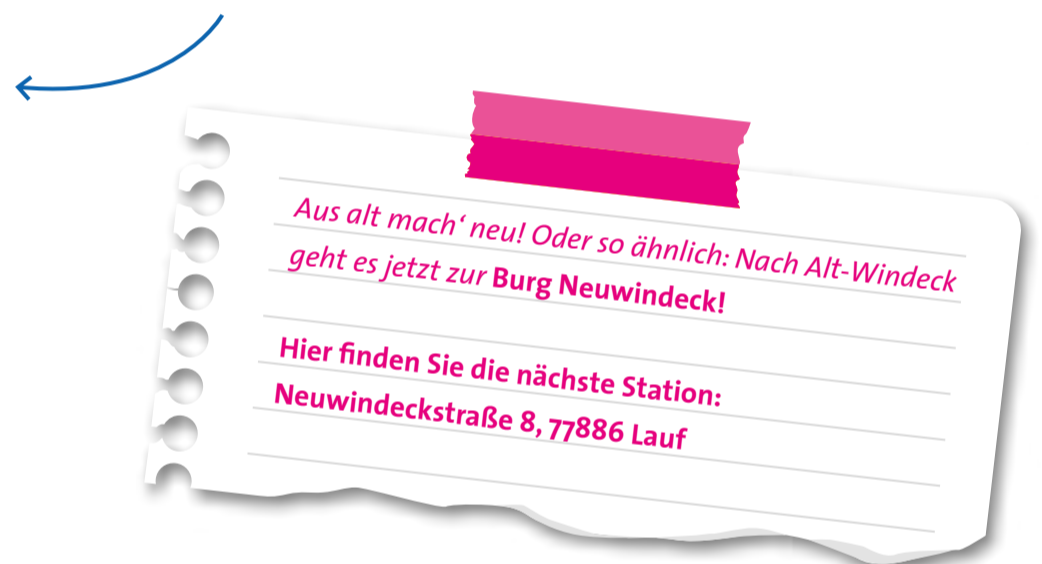 Aus alt mach‘ neu! Oder so ähnlich: Nach Alt-Windeck
geht es jetzt zur Burg Neuwindeck!
Hier finden Sie die nächste Station:
Neuwindeckstraße 8, 77886 Lauf